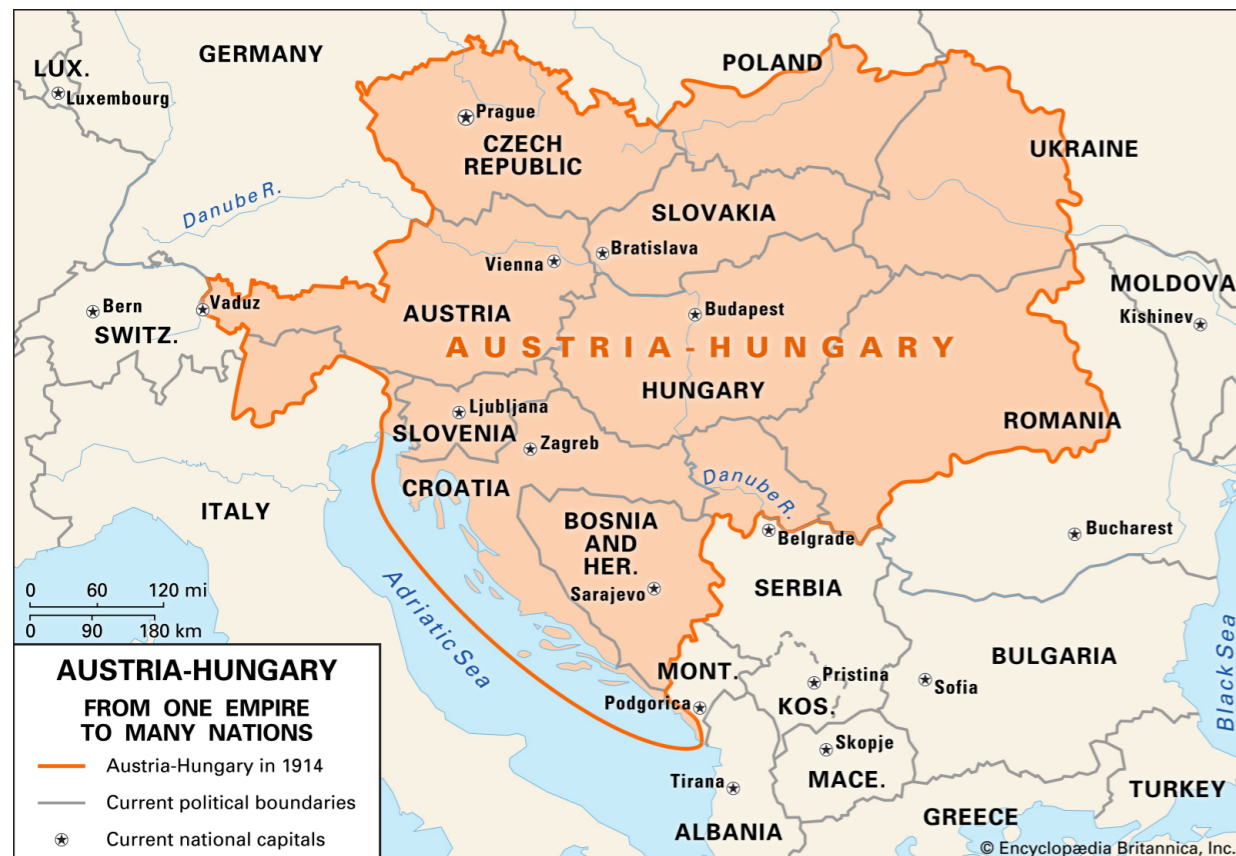 GERMANY
POLAND
LUX.
Luxembourg
Prague
CZECH
REPUBLIC
UKRAINE
Danube R.
SLOVAKIA
Bratislava
Vienna
MOLDOVA
Bern
Vaduz
AUSTRIA
Budapest
Kishinev
SWITZ.
AUSTRIA-HUNGARY
HUNGARY
Ljubljana
SLOVENIA
Zagreb
ROMANIA
CROATIA
Danube R.
ITALY
BOSNIA
AND
HER.
Belgrade
Bucharest
Sarajevo
SERBIA
0 60 120 mi
0 90 180 km
Adriatic Sea
MONT.
Pristina
BULGARIA
Black Sea
Podgorica
KOS.
Sofia
Skopje
Tirana
MACE.
TURKEY
ALBANIA
GREECE
AUSTRIA-HUNGARY
FROM ONE EMPIRE
TO MANY NATIONS
Austria-Hungary in 1914
Current political boundaries
Current national capitals
© Encyclopædia Britannica, Inc.